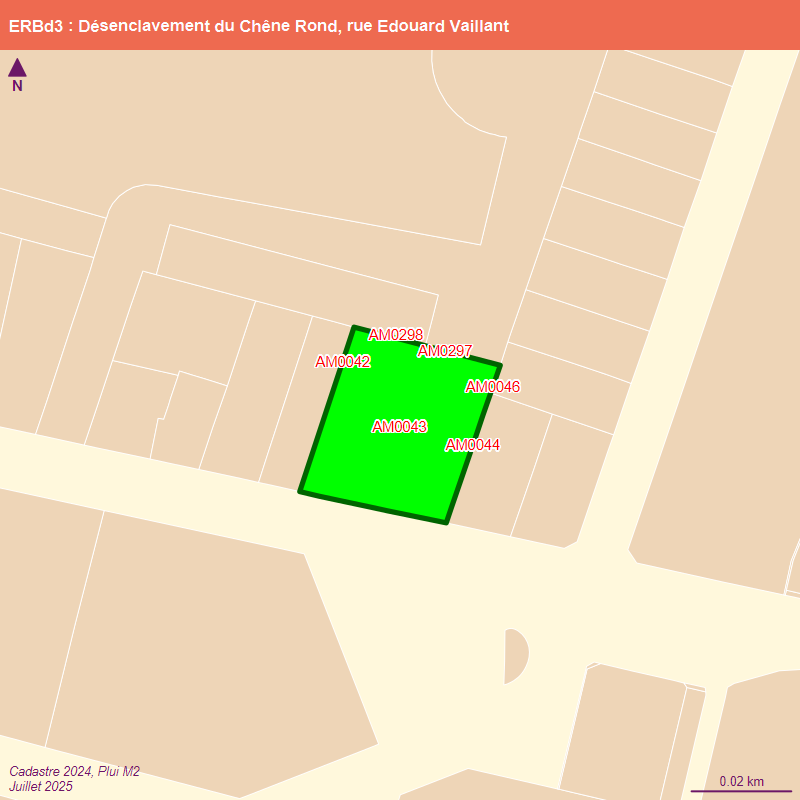 ERBd3 : Désenclavement du Chêne Rond, rue Edouard Vaillant
N
AM0298
AM0297
AM0042
AM0046
AM0043
AM0044
Cadastre 2024, Plui M2
Juillet 2025
0.02 km